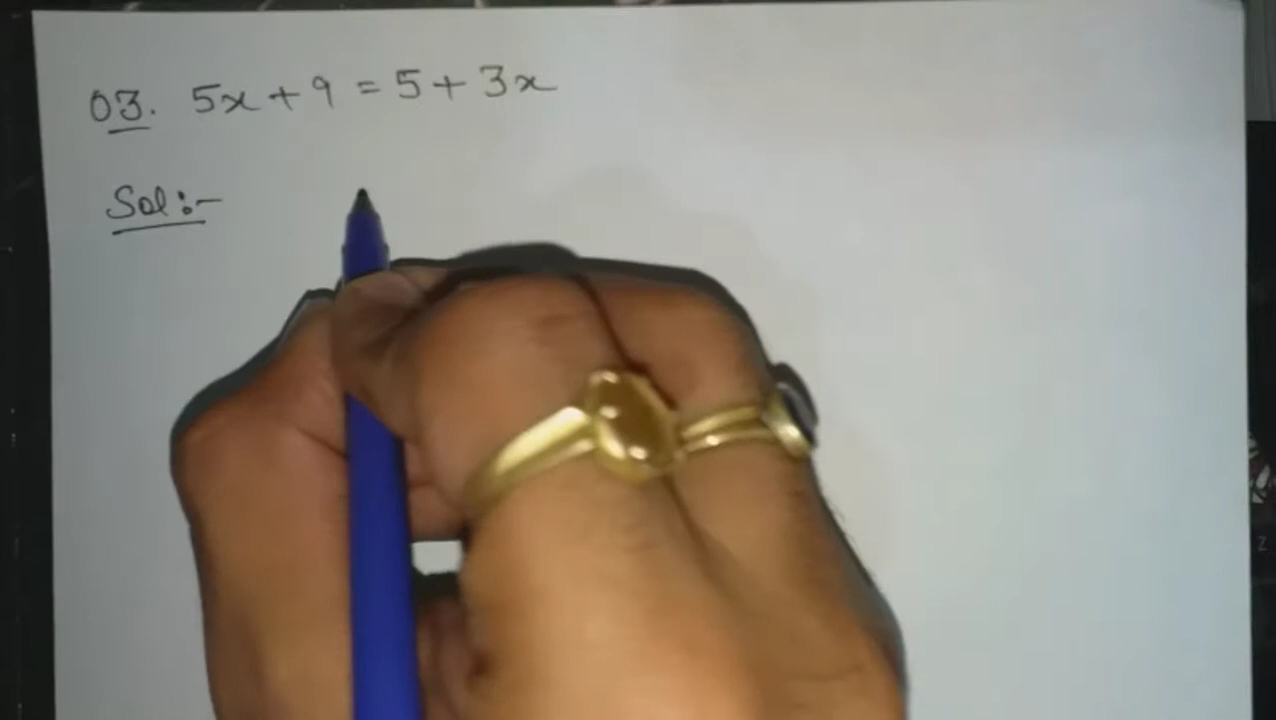 03. 5x + 9 = 5 + 3x
Sol :-